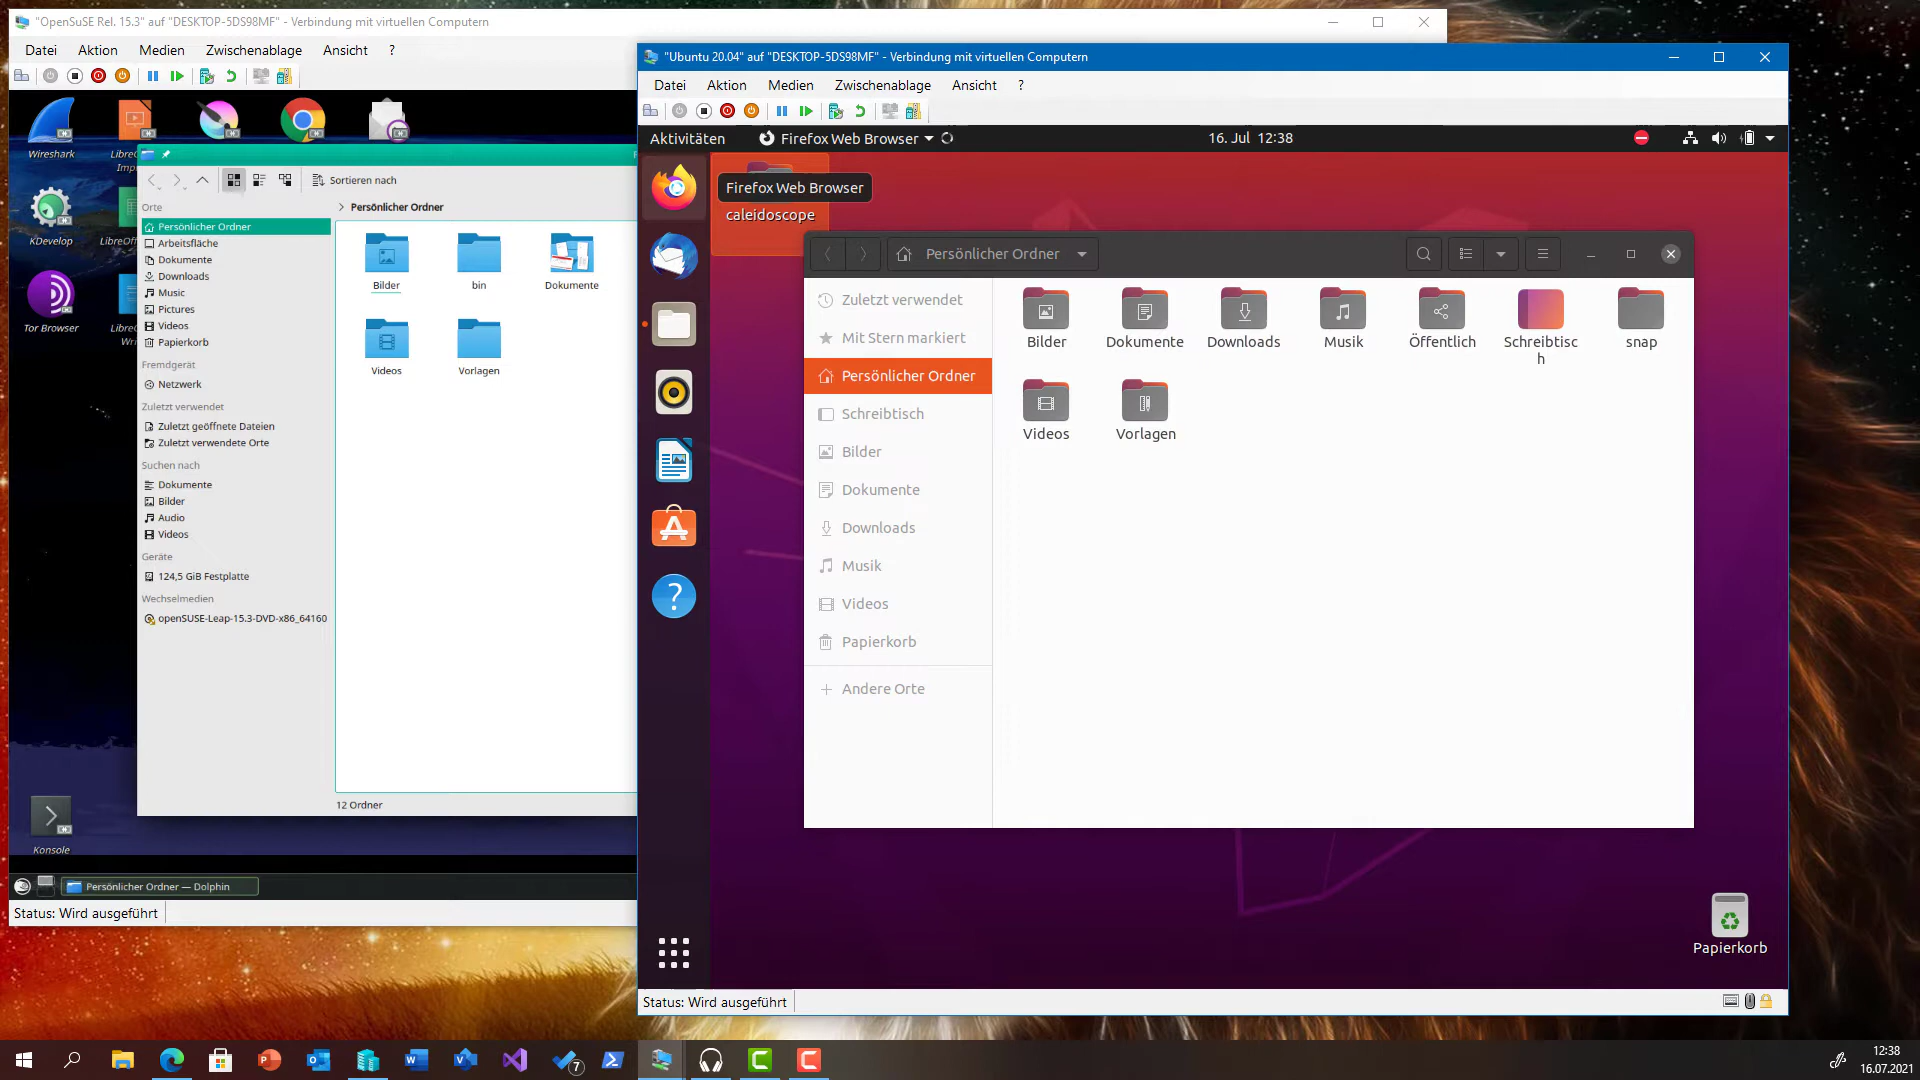 "OpenSuSE Rel. 15.3" auf "DESKTOP-5DS98MF" - Verbindung mit virtuellen Computern
Datei Aktion Medien Zwischenablage Ansicht ?
Wireshark
KDevelop
Tor Browser
Konsole
Sortieren nach
Orte
Persönlicher Ordner
Arbeitsfläche
Dokumente
Downloads
Music
Pictures
Videos
Papierkorb
Fremdgerät
Netzwerk
Zuletzt verwendet
Zuletzt geöffnete Dateien
Zuletzt verwendete Orte
Suchen nach
Dokumente
Bilder
Audio
Videos
Geräte
124,5 GiB Festplatte
Wechselmedien
openSUSE-Leap-15.3-DVD-x86_64160
Persönlicher Ordner
Bilder bin Dokumente
Videos Vorlagen
12 Ordner
Persönlicher Ordner — Dolphin
Status: Wird ausgeführt
"Ubuntu 20.04" auf "DESKTOP-5DS98MF" - Verbindung mit virtuellen Computern
Datei Aktion Medien Zwischenablage Ansicht ?
Aktivitäten Firefox Web Browser 16. Jul 12:38
Firefox Web Browser
caleidoscope
Persönlicher Ordner
Zuletzt verwendet
Mit Stern markiert
Persönlicher Ordner
Schreibtisch
Bilder
Dokumente
Downloads
Musik
Videos
Papierkorb
Andere Orte
Bilder Dokumente Downloads Musik Öffentlich Schreibtisc
h
snap
Videos Vorlagen
Papierkorb
Status: Wird ausgeführt
7
12:38
16.07.2021